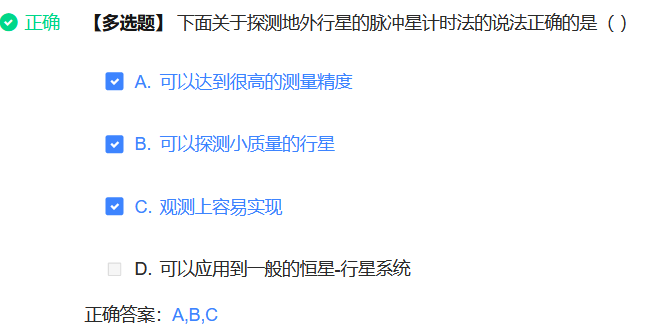 正确 【多选题】 下面关于探测地外行星的脉冲星计时法的说法正确的是（ ）
A. 可以达到很高的测量精度
B. 可以探测小质量的行星
C. 观测上容易实现
D. 可以应用到一般的恒星-行星系统
正确答案：A,B,C